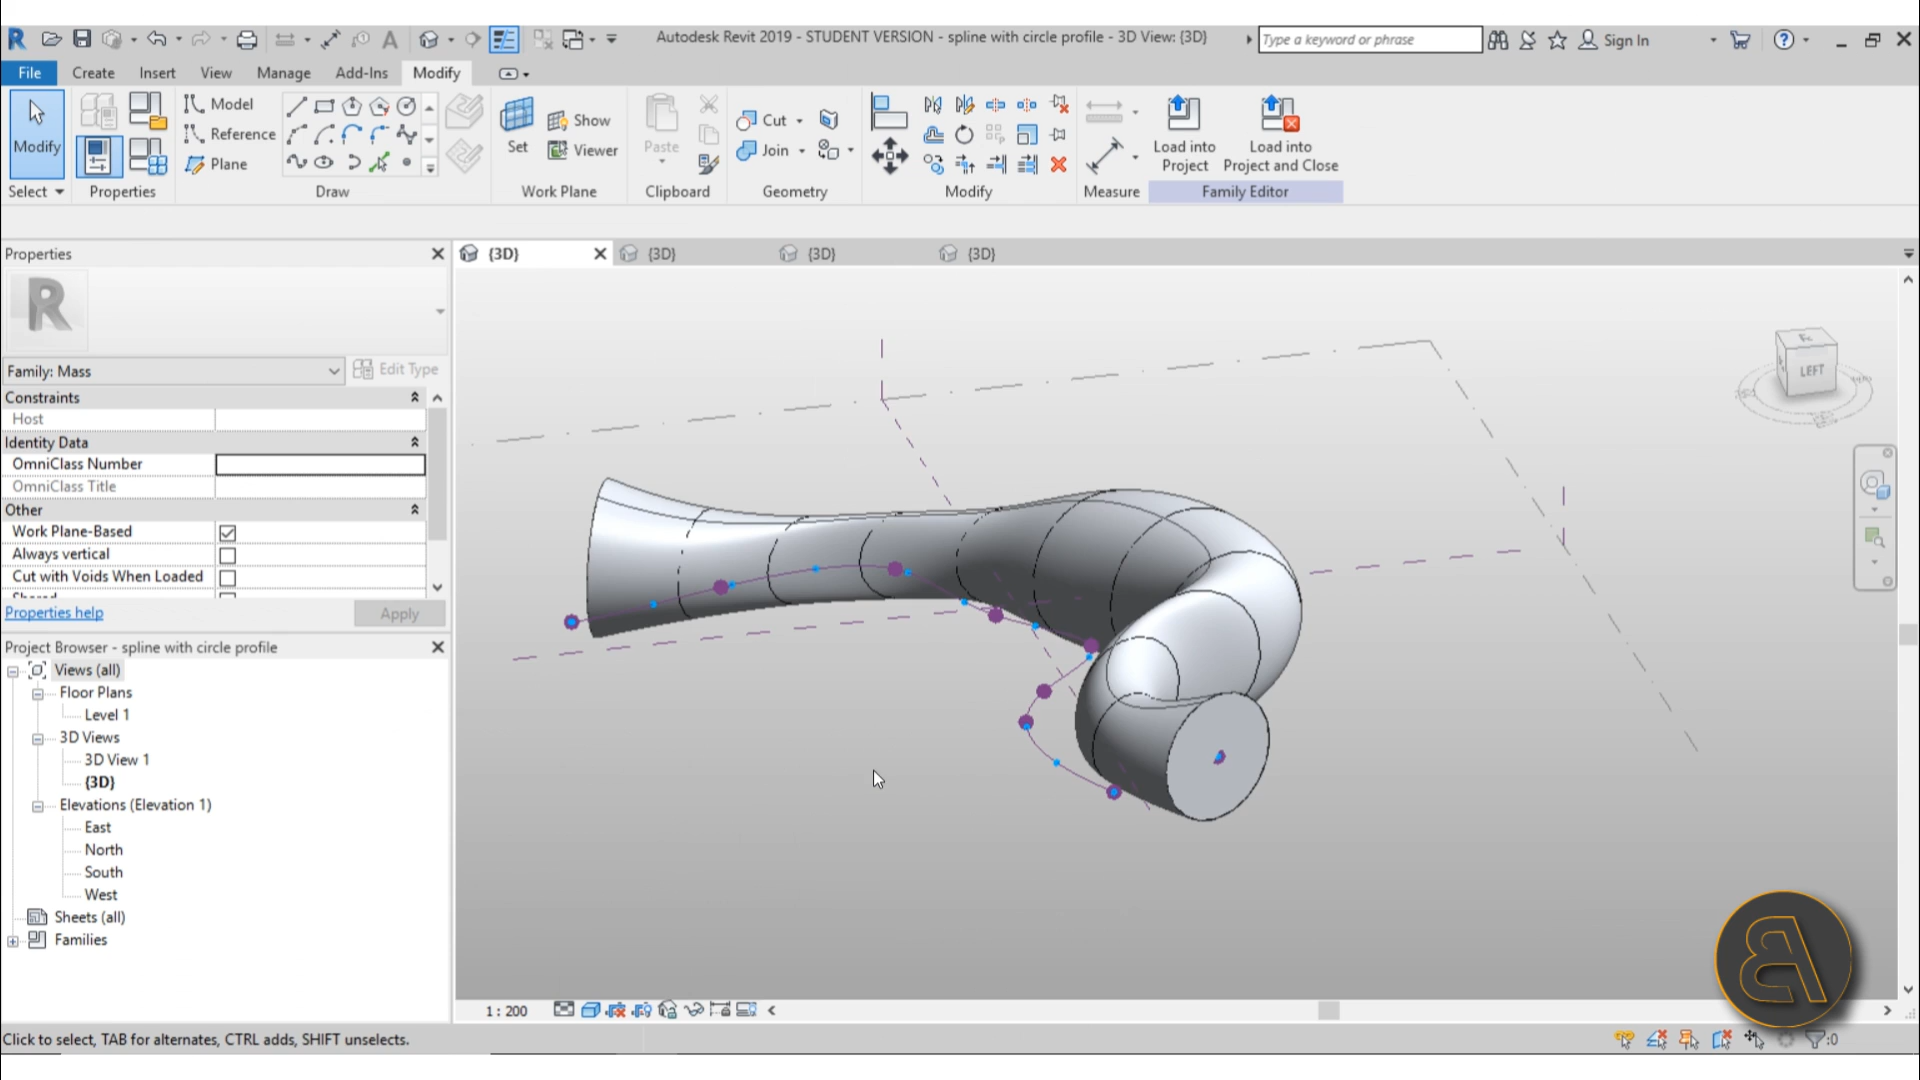 Autodesk Revit 2019 - STUDENT VERSION - spline with circle profile - 3D View: {3D}
Type a keyword or phrase
Sign In
File Create Insert View Manage Add-Ins Modify
Modify
Select
Properties
Model
Reference
Plane
Draw
Set
Show
Viewer
Work Plane
Paste
Clipboard
Cut
Join
Geometry
Modify
Measure
Load into
Project
Load into
Project and Close
Family Editor
Properties
{3D} {3D} {3D} {3D}
R
Family: Mass
Edit Type
Constraints
Host
Identity Data
OmniClass Number
OmniClass Title
Other
Work Plane-Based
Always vertical
Cut with Voids When Loaded
Properties help
Apply
Project Browser - spline with circle profile
Views (all)
Floor Plans
Level 1
3D Views
3D View 1
{3D}
Elevations (Elevation 1)
East
North
South
West
Sheets (all)
Families
LEFT
1 : 200
Click to select, TAB for alternates, CTRL adds, SHIFT unselects.
:0